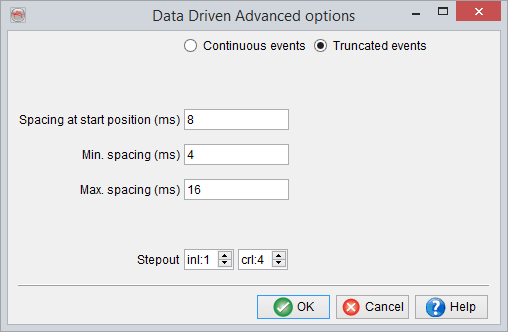 Data Driven Advanced options
Continuous events Truncated events
Spacing at start position (ms) 8
Min. spacing (ms) 4
Max. spacing (ms) 16
Stepout inl:1 crl:4
OK Cancel Help